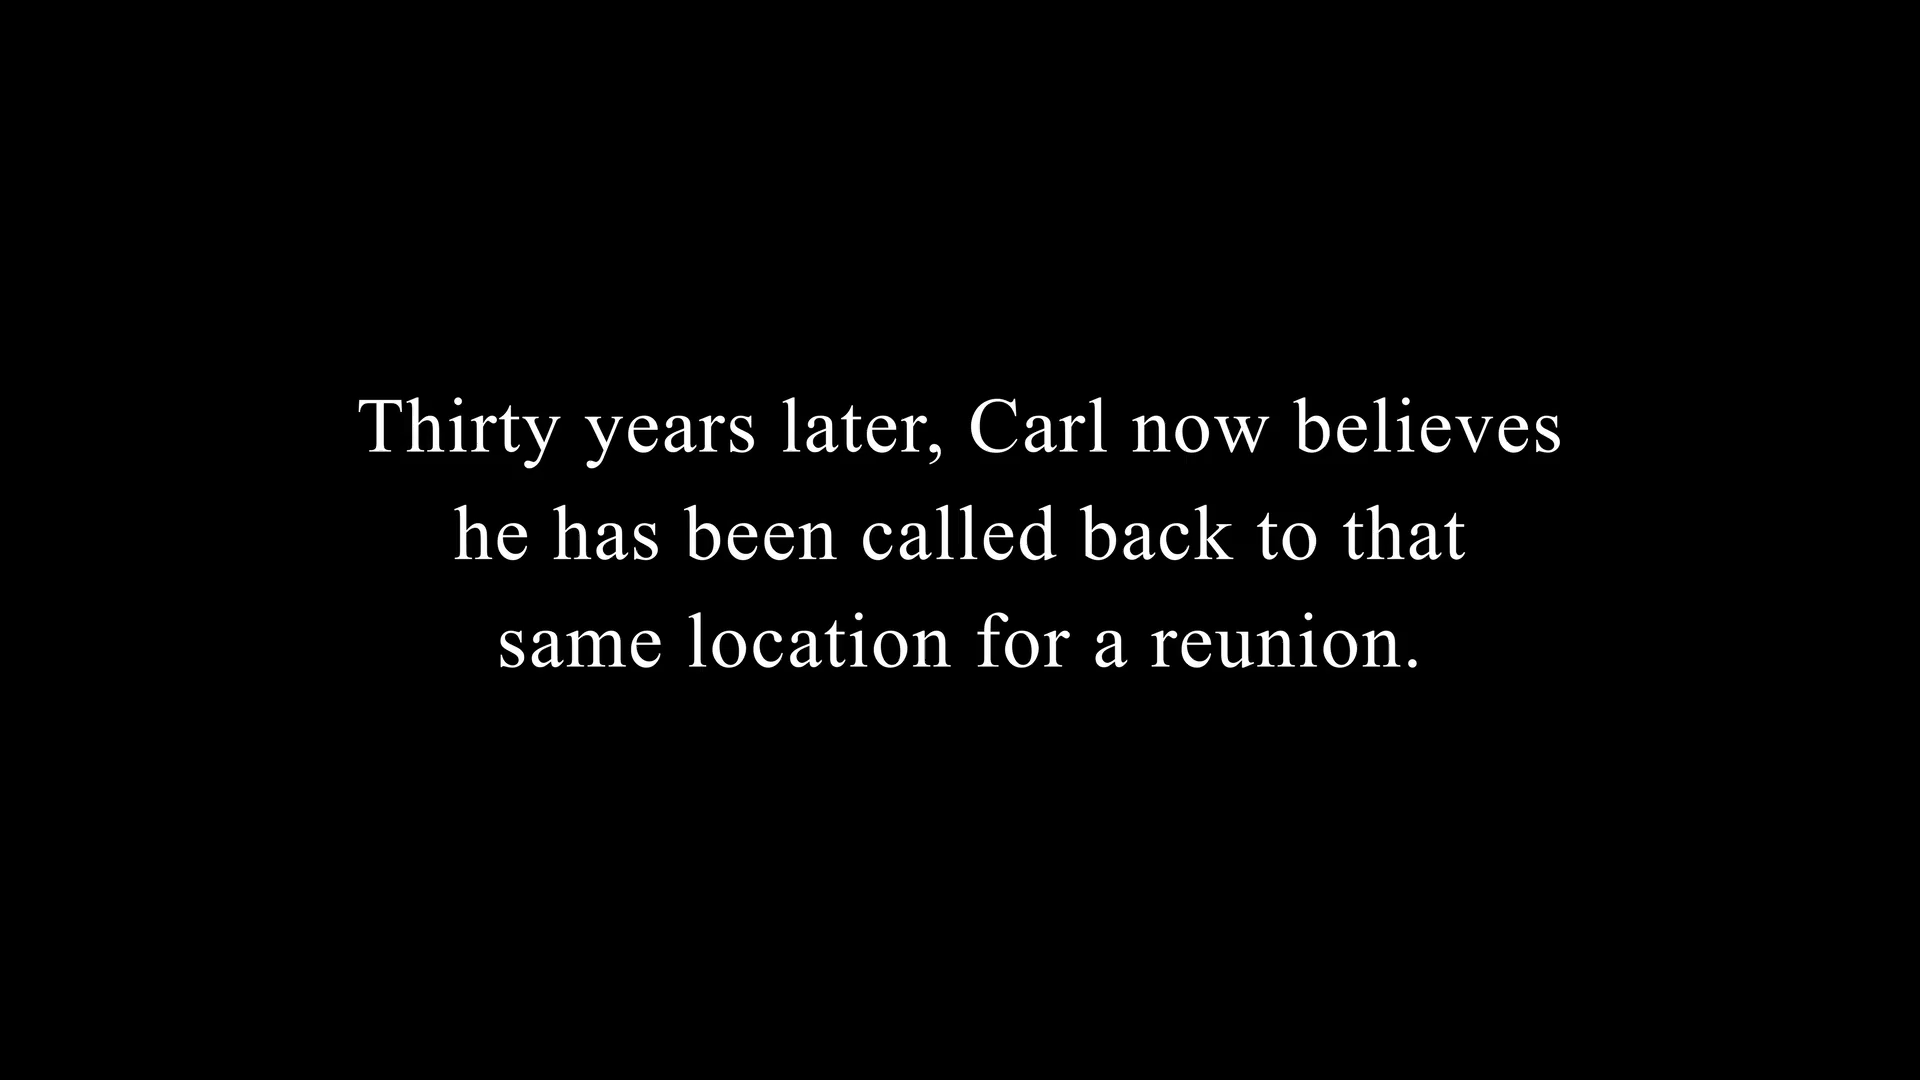 Thirty years later, Carl now believes
he has been called back to that
same location for a reunion.